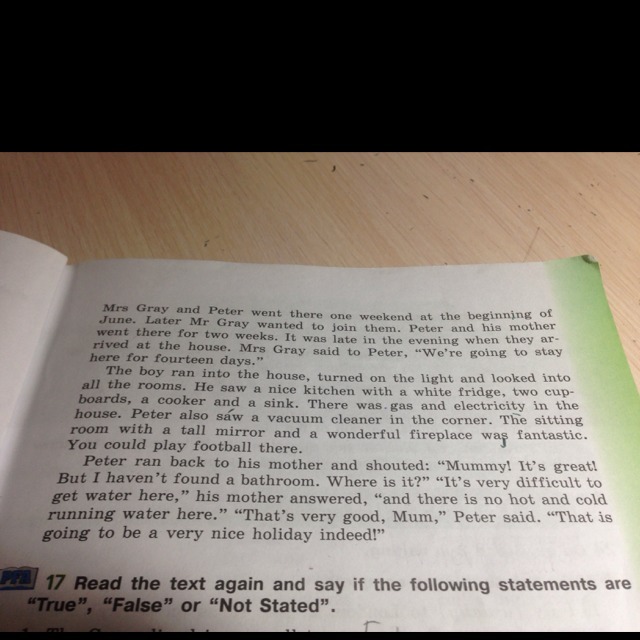 Mrs Gray and Peter went there one weekend at the beginning of
June. Later Mr Gray wanted to join them. Peter and his mother
went there for two weeks. It was late in the evening when they ar-
rived at the house. Mrs Gray said to Peter, “We’re going to stay
here for fourteen days.”
The boy ran into the house, turned on the light and looked into
all the rooms. He saw a nice kitchen with a white fridge, two cup-
boards, a cooker and a sink. There was gas and electricity in the
house. Peter also saw a vacuum cleaner in the corner. The sitting
room with a tall mirror and a wonderful fireplace was fantastic.
You could play football there.
Peter ran back to his mother and shouted: “Mummy! It’s great!
But I haven’t found a bathroom. Where is it?” “It’s very difficult to
get water here,” his mother answered, “and there is no hot and cold
running water here.” “That’s very good, Mum,” Peter said. “That is
going to be a very nice holiday indeed!”
17 Read the text again and say if the following statements are
“True”, “False” or “Not Stated”.